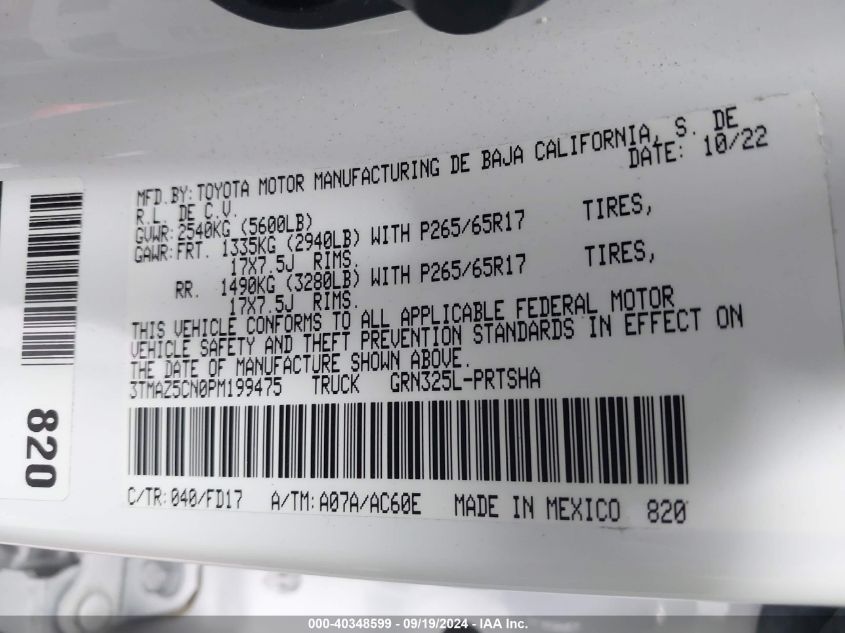 MFD.BY:TOYOTA MOTOR MANUFACTURING DE BAJA CALIFORNIA, S. DE
R.L. DE C.V. DATE: 10/22
GVWR:2540KG (5600LB)
GAWR:FRT. 1335KG (2940LB) WITH P265/65R17 TIRES,
17X7.5J RIMS.
RR. 1490KG (3280LB) WITH P265/65R17 TIRES,
17X7.5J RIMS.
THIS VEHICLE CONFORMS TO ALL APPLICABLE FEDERAL MOTOR
VEHICLE SAFETY AND THEFT PREVENTION STANDARDS IN EFFECT ON
THE DATE OF MANUFACTURE SHOWN ABOVE.
3TMAZ5CN0PM199475 TRUCK GRN325L-PRTSHA
C/TR:040/FD17 A/TM:A07A/AC60E MADE IN MEXICO 820
820
000-40348599 - 09/19/2024 - IAA Inc.